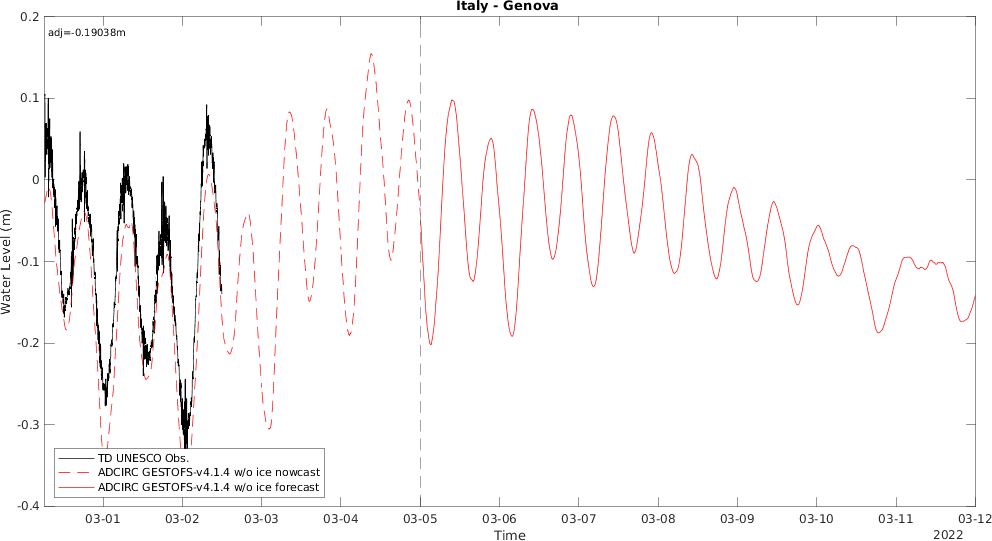 Italy - Genova
adj=-0.19038m
0.2
0.1
0
-0.1
-0.2
-0.3
-0.4
Water Level (m)
TD UNESCO Obs.
ADCIRC GESTOFS-v4.1.4 w/o ice nowcast
ADCIRC GESTOFS-v4.1.4 w/o ice forecast
03-01 03-02 03-03 03-04 03-05 03-06 03-07 03-08 03-09 03-10 03-11 03-12
Time
2022